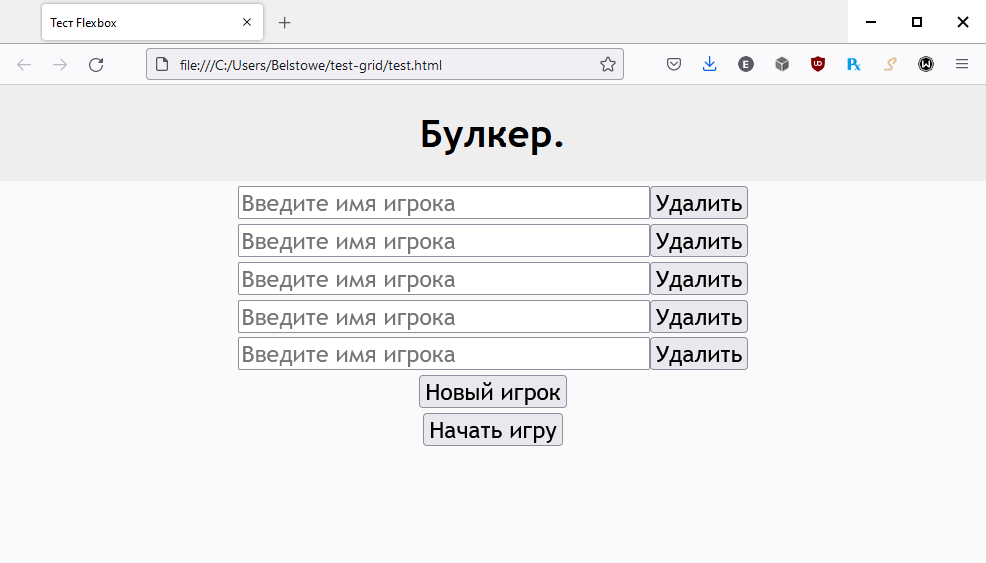 Тест Flexbox
file:///C:/Users/Belstowe/test-grid/test.html
Булкер.
Введите имя игрока Удалить
Введите имя игрока Удалить
Введите имя игрока Удалить
Введите имя игрока Удалить
Введите имя игрока Удалить
Новый игрок
Начать игру